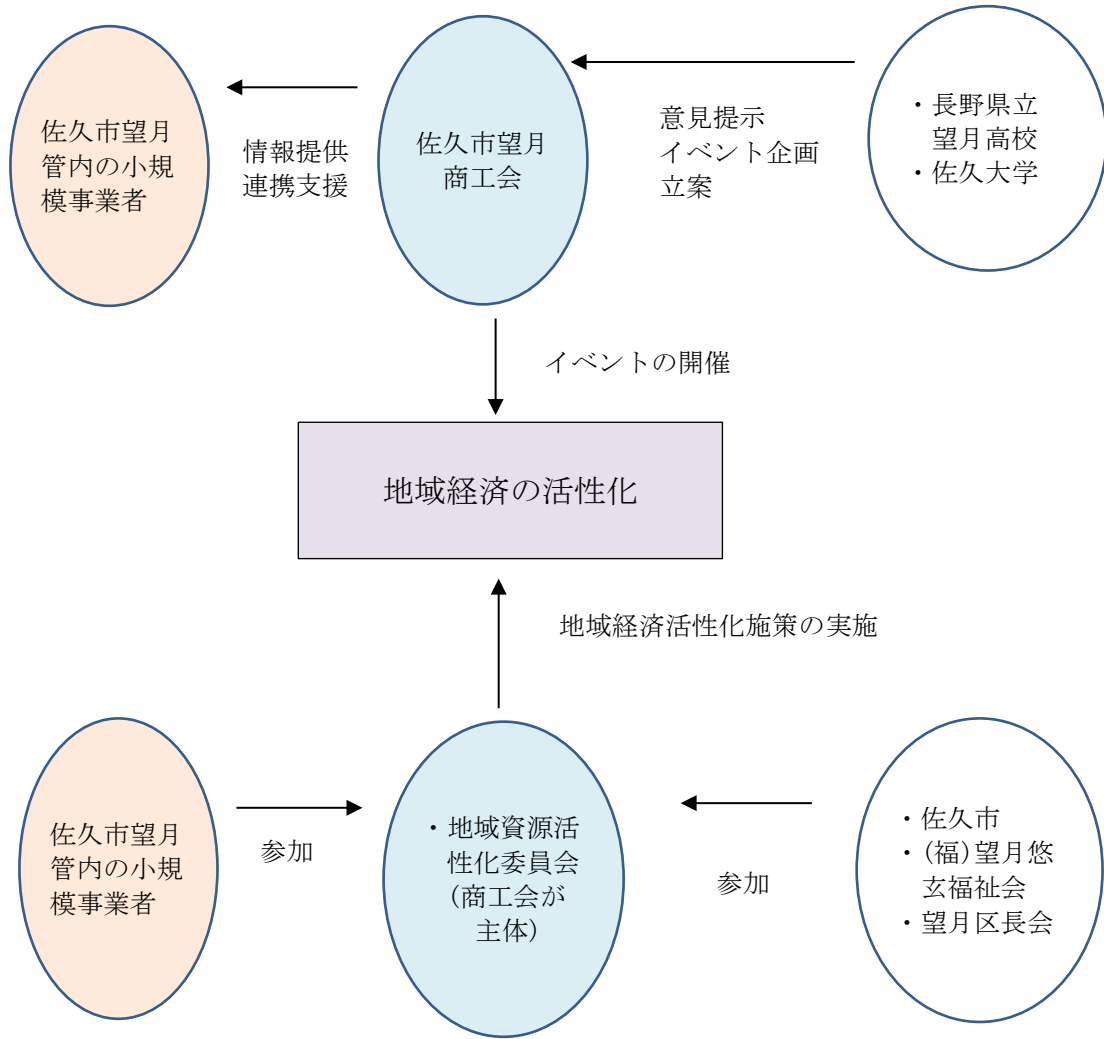 佐久市望月
管内の小規
模事業者
情報提供
連携支援
佐久市望月
商工会
意見提示
イベント企画
立案
・長野県立
望月高校
・佐久大学
イベントの開催
地域経済の活性化
地域経済活性化施策の実施
佐久市望月
管内の小規
模事業者
参加
・地域資源活
性化委員会
(商工会が
主体)
参加
・佐久市
・(福)望月悠
玄福祉会
・望月区長会